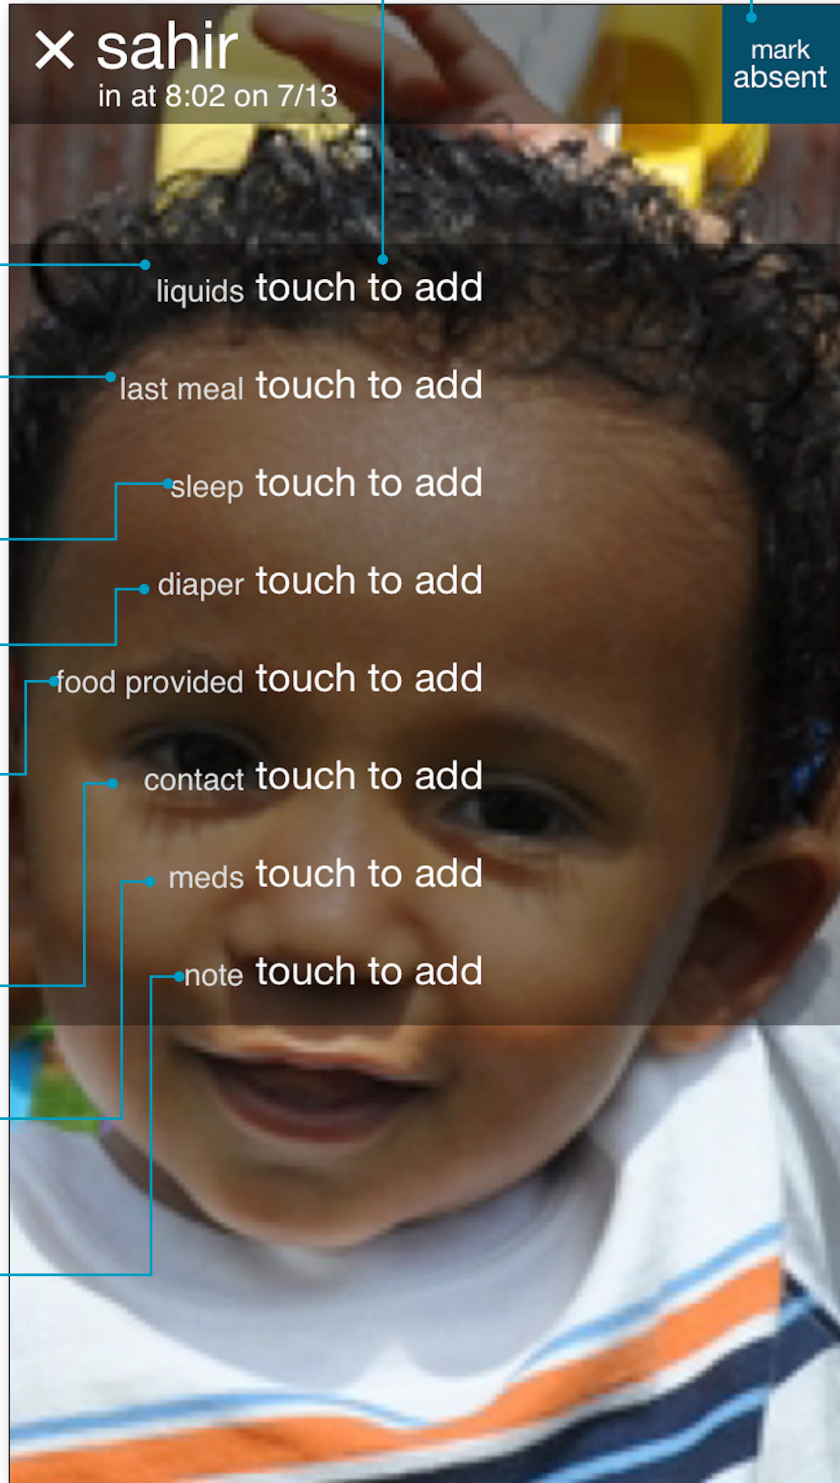 sahir
in at 8:02 on 7/13
mark
absent
liquids touch to add
last meal touch to add
sleep touch to add
diaper touch to add
food provided touch to add
contact touch to add
meds touch to add
note touch to add